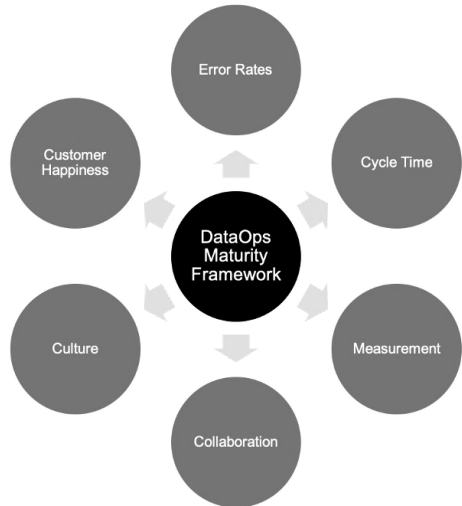 Error Rates
Customer
Happiness
Cycle Time
DataOps
Maturity
Framework
Culture
Measurement
Collaboration